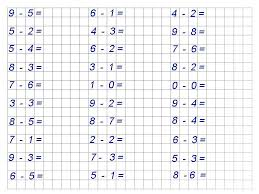 9 - 5 = 6 - 1 = 4 - 2 =
5 - 2 = 4 - 3 = 9 - 8 =
5 - 4 = 6 - 2 = 7 - 6 =
8 - 3 = 3 - 1 = 8 - 2 =
7 - 6 = 1 - 0 = 0 - 0 =
3 - 3 = 9 - 2 = 9 - 4 =
3 - 3 = 9 - 7 = 8 - 4 =
7 - 1 = 2 - 2 = 6 - 3 =
9 - 3 = 7 - 3 = 5 - 3 =
6 - 5 = 5 - 1 = 8 - 6 =